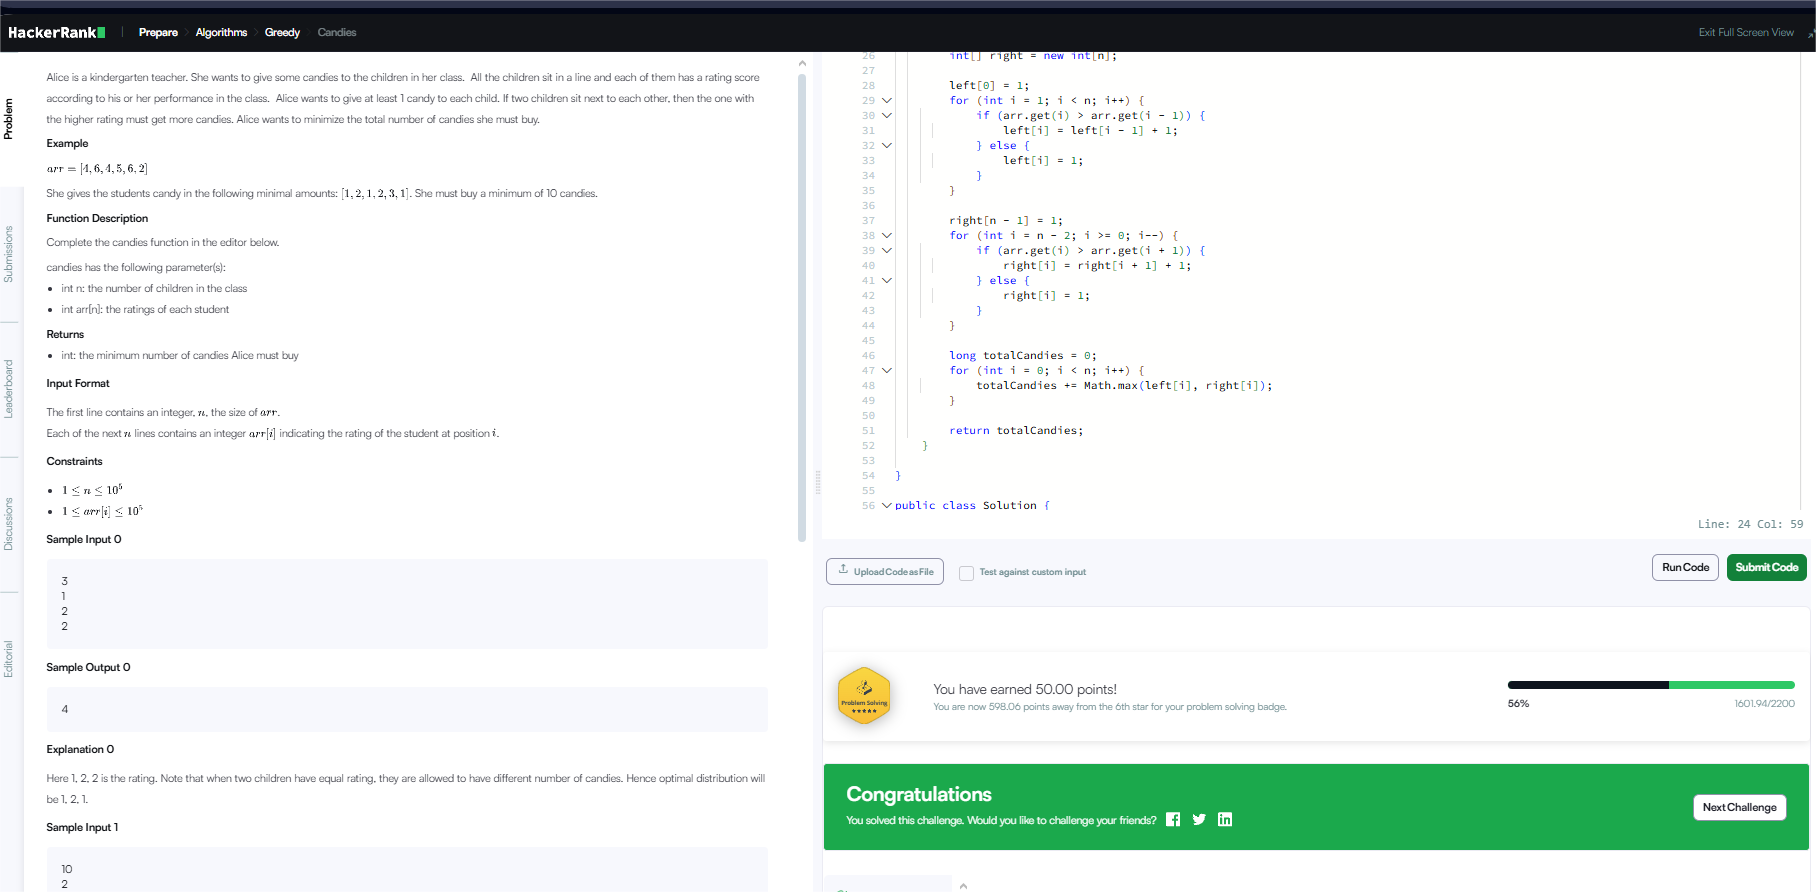 HackerRank | Prepare > Algorithms > Greedy > Candies
Exit Full Screen View
Problem
Submissions
Leaderboard
Discussions
Editorial
Alice is a kindergarten teacher. She wants to give some candies to the children in her class. All the children sit in a line and each of them has a rating score
according to his or her performance in the class. Alice wants to give at least 1 candy to each child. If two children sit next to each other, then the one with
the higher rating must get more candies. Alice wants to minimize the total number of candies she must buy.
Example
arr = [4, 6, 4, 5, 6, 2]
She gives the students candy in the following minimal amounts: [1, 2, 1, 2, 3, 1]. She must buy a minimum of 10 candies.
Function Description
Complete the candies function in the editor below.
candies has the following parameter(s):
• int n: the number of children in the class
• int arr[n]: the ratings of each student
Returns
• int: the minimum number of candies Alice must buy
Input Format
The first line contains an integer, n, the size of arr.
Each of the next n lines contains an integer arr[i] indicating the rating of the student at position i.
Constraints
• 1 ≤ n ≤ 10⁵
• 1 ≤ arr[i] ≤ 10⁵
Sample Input 0
3
1
2
2
Sample Output 0
4
Explanation 0
Here 1, 2, 2 is the rating. Note that when two children have equal rating, they are allowed to have different number of candies. Hence optimal distribution will
be 1, 2, 1.
Sample Input 1
10
2
26 int[] right = new int[n];
27
28 left[0] = 1;
29 for (int i = 1; i < n; i++) {
30 if (arr.get(i) > arr.get(i - 1)) {
31 left[i] = left[i - 1] + 1;
32 } else {
33 left[i] = 1;
34 }
35 }
36
37 right[n - 1] = 1;
38 for (int i = n - 2; i >= 0; i--) {
39 if (arr.get(i) > arr.get(i + 1)) {
40 right[i] = right[i + 1] + 1;
41 } else {
42 right[i] = 1;
43 }
44 }
45
46 long totalCandies = 0;
47 for (int i = 0; i < n; i++) {
48 totalCandies += Math.max(left[i], right[i]);
49 }
50
51 return totalCandies;
52 }
53
54 }
55
56 public class Solution {
Line: 24 Col: 59
Upload Code as File
Test against custom input
Run Code
Submit Code
Problem Solving
You have earned 50.00 points!
You are now 598.06 points away from the 6th star for your problem solving badge.
56%
1601.94/2200
Congratulations
You solved this challenge. Would you like to challenge your friends?
Next Challenge